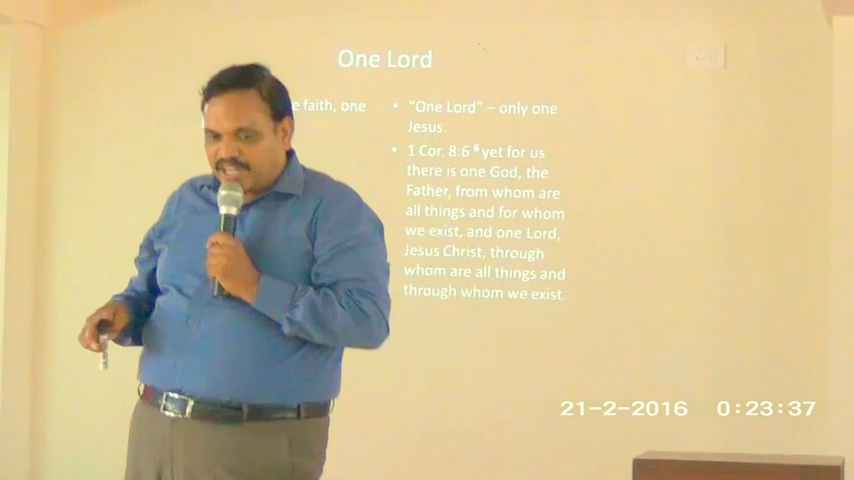 One Lord
faith, one
• “One Lord” – only one
Jesus.
• 1 Cor. 8:6 ⁶ yet for us
there is one God, the
Father, from whom are
all things and for whom
we exist, and one Lord,
Jesus Christ, through
whom are all things and
through whom we exist.
21-2-2016 0:23:37